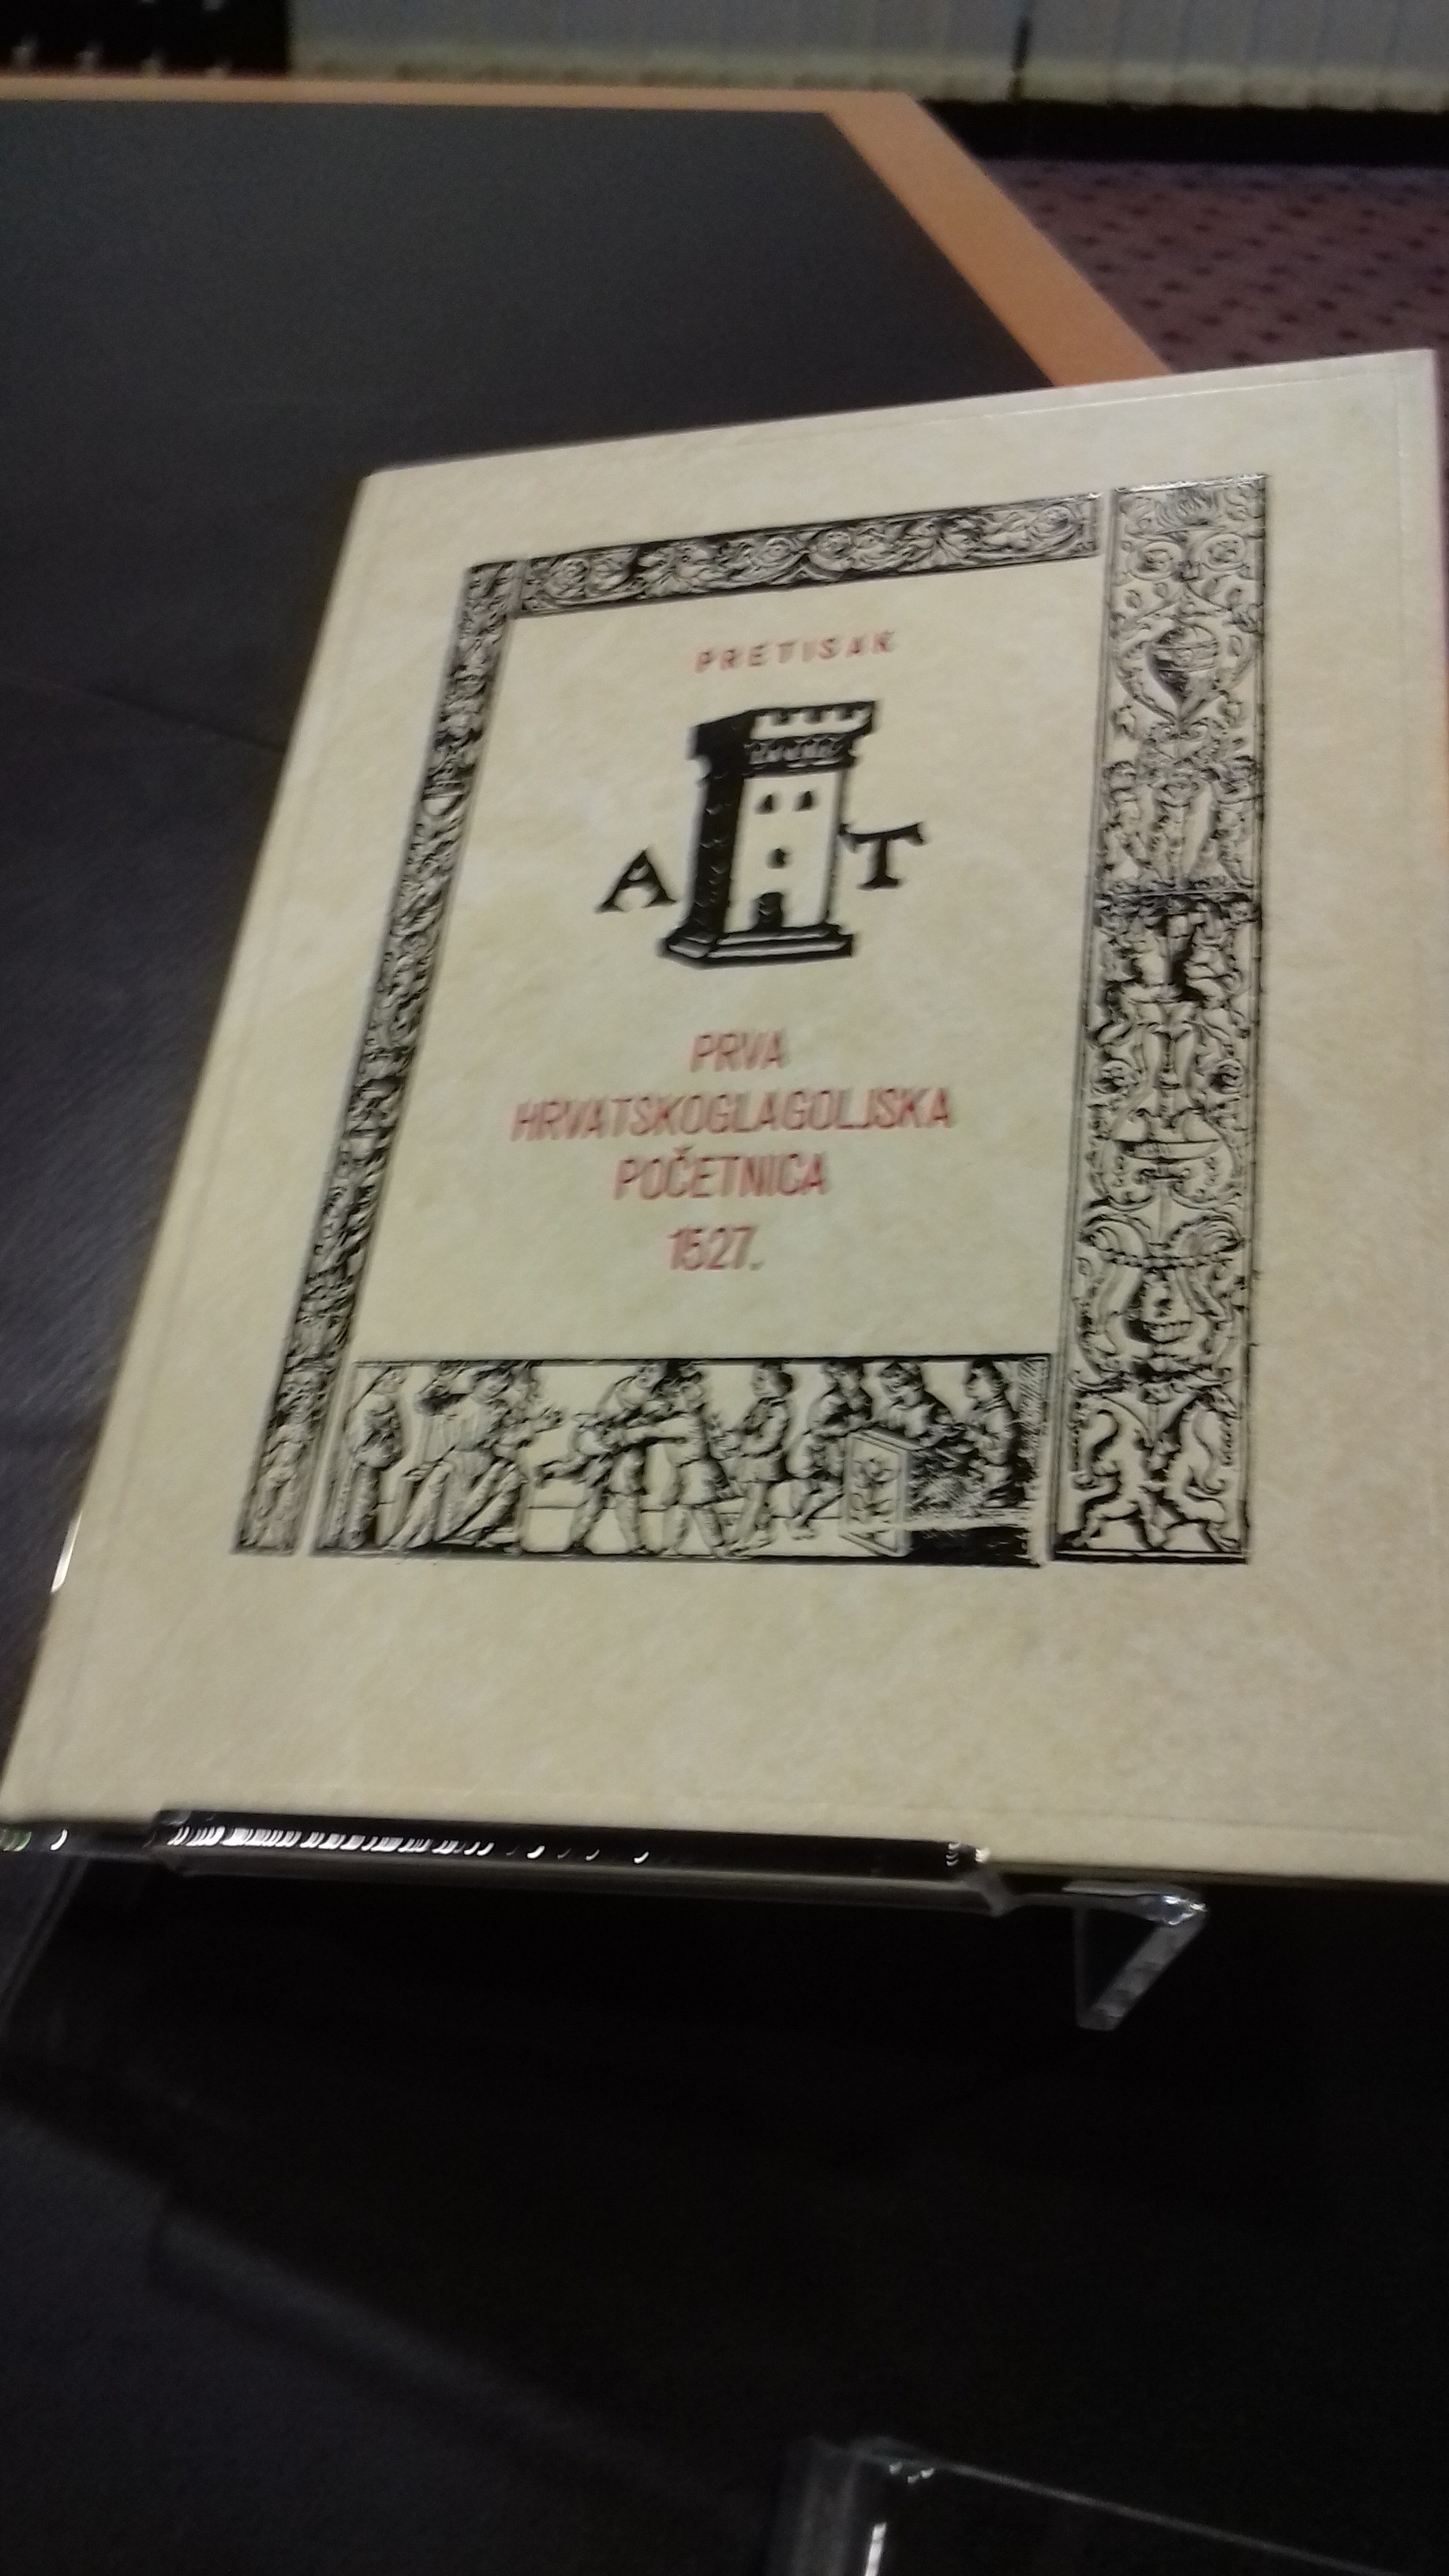 PRETISAK
A T
PRVA
HRVATSKOGLAGOLJSKA
POČETNICA
1527.